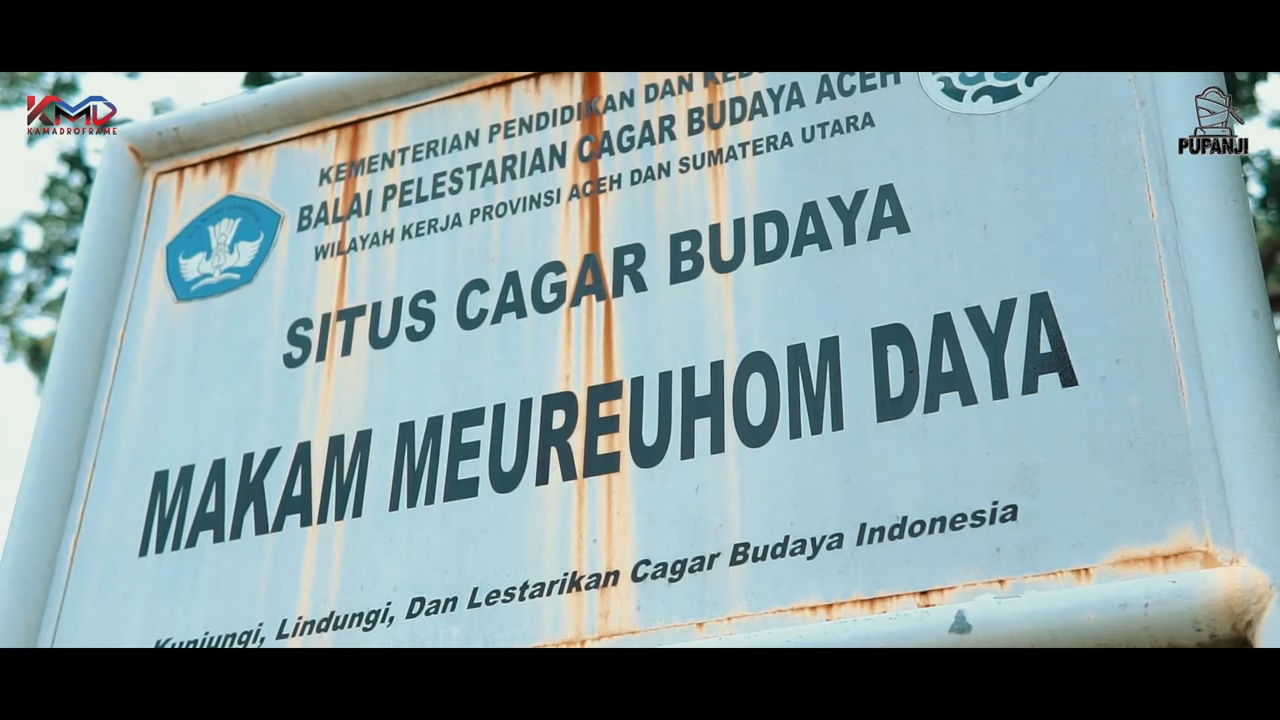 KMD
KAMADROFRAME
PUPANJI
KEMENTERIAN PENDIDIKAN DAN
BALAI PELESTARIAN CAGAR BUDAYA ACEH
WILAYAH KERJA PROVINSI ACEH DAN SUMATERA UTARA
SITUS CAGAR BUDAYA
MAKAM MEUREUHOM DAYA
Kunjungi, Lindungi, Dan Lestarikan Cagar Budaya Indonesia